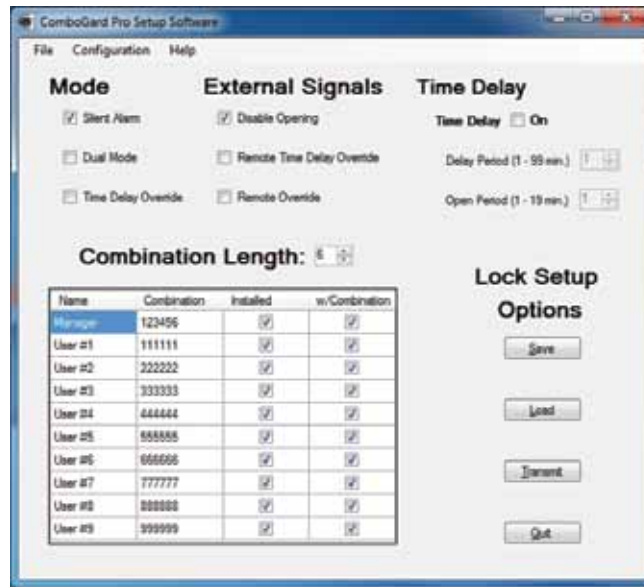 ComboGard Pro Setup Software
File Configuration Help
Mode
Silent Alarm
Dual Mode
Time Delay Override
External Signals
Disable Opening
Remote Time Delay Override
Remote Override
Time Delay
Time Delay On
Delay Period (1 - 99 min.) 1
Open Period (1 - 19 min.) 1
Combination Length: 6
Name Combination Installed w/Combination
Manager 123456
User #1 111111
User #2 222222
User #3 333333
User #4 444444
User #5 555555
User #6 666666
User #7 777777
User #8 888888
User #9 999999
Lock Setup
Options
Save
Load
Transmit
Quit